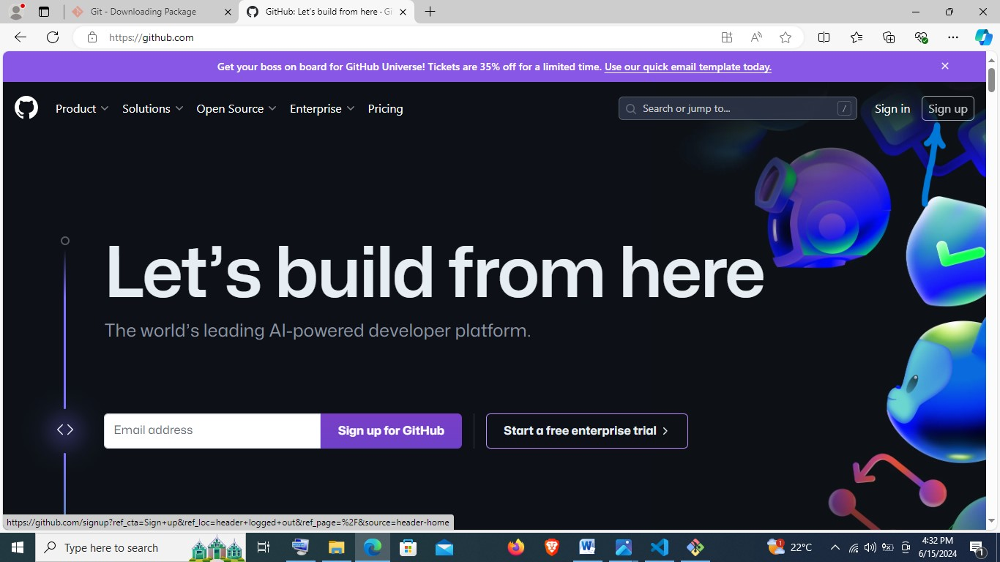 Git - Downloading Package
GitHub: Let's build from here · Gi
https://github.com
Get your boss on board for GitHub Universe! Tickets are 35% off for a limited time. Use our quick email template today.
Product
Solutions
Open Source
Enterprise
Pricing
Search or jump to...
/
Sign in
Sign up
Let's build from here
The world's leading AI-powered developer platform.
Email address
Sign up for GitHub
Start a free enterprise trial
https://github.com/signup?ref_cta=Sign+up&ref_loc=header+logged+out&ref_page=%2F&source=header-home
Type here to search
1
22°C
4:32 PM
6/15/2024
1